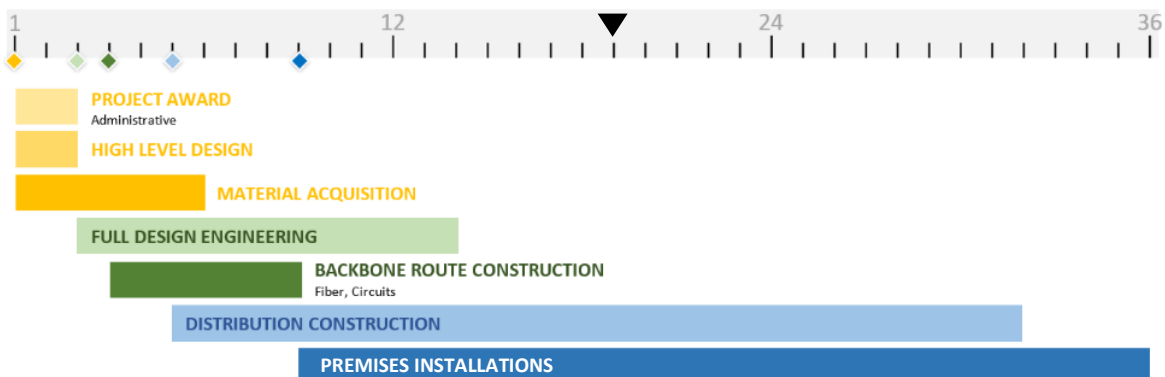 1 12 24 36
PROJECT AWARD
Administrative
HIGH LEVEL DESIGN
MATERIAL ACQUISITION
FULL DESIGN ENGINEERING
BACKBONE ROUTE CONSTRUCTION
Fiber, Circuits
DISTRIBUTION CONSTRUCTION
PREMISES INSTALLATIONS